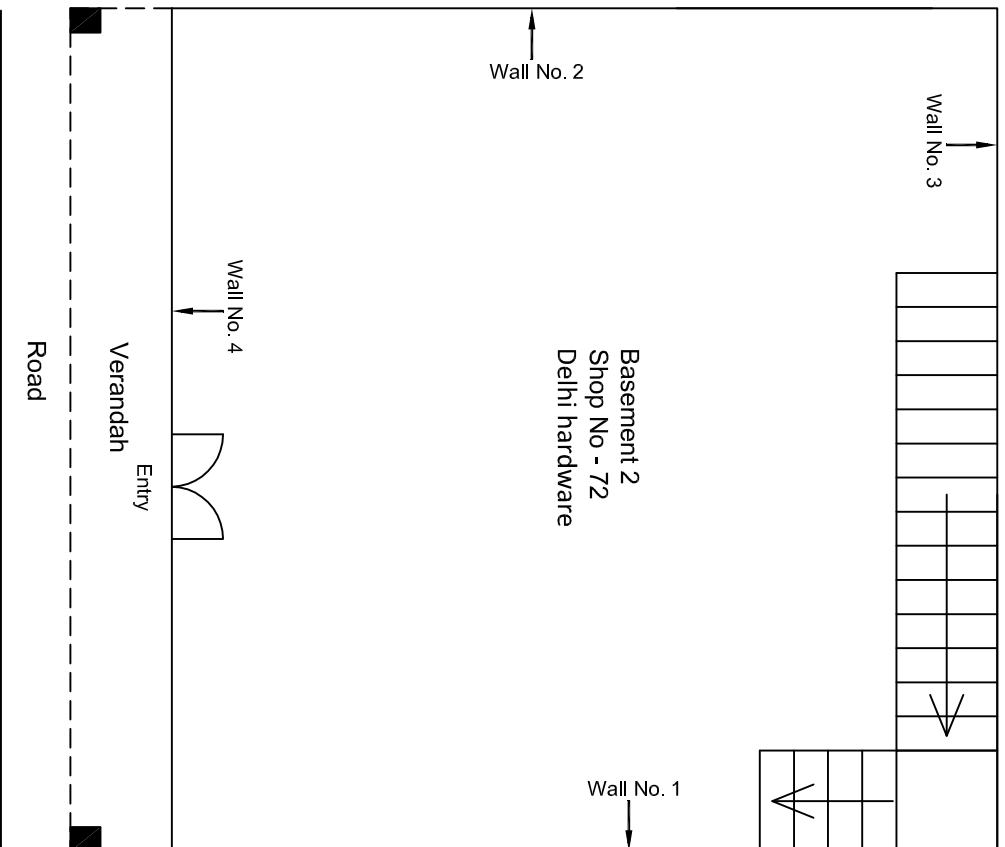 Wall No. 2
Wall No. 3
Wall No. 4
Basement 2
Shop No - 72
Delhi hardware
Road
Verandah
Entry
Wall No. 1